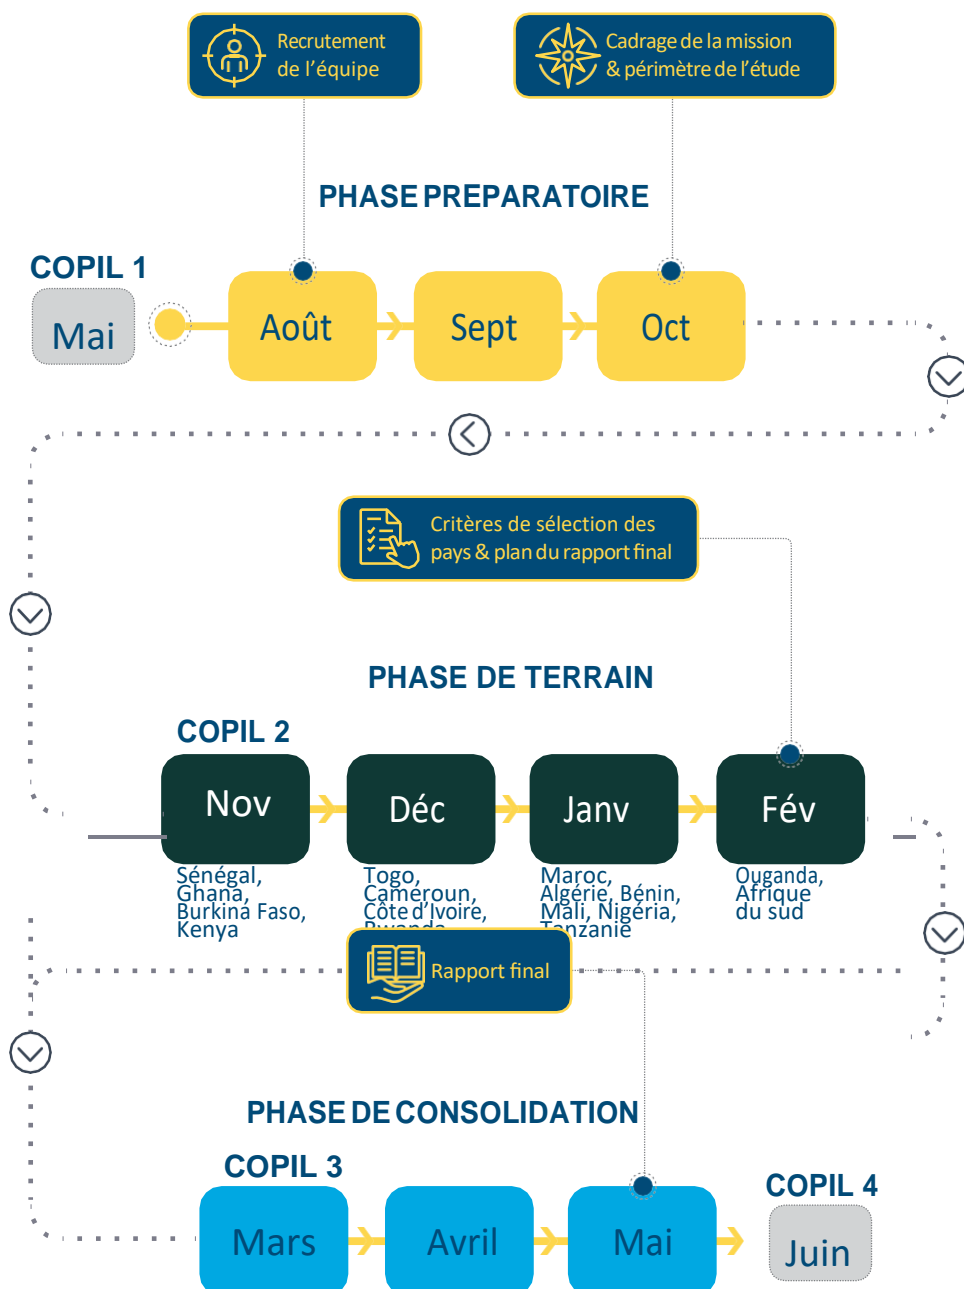 Recrutement
de l'équipe
Cadrage de la mission
& périmètre de l'étude
PHASE PREPARATOIRE
COPIL 1
Mai
Août
Sept
Oct
Critères de sélection des
pays & plan du rapport final
PHASE DE TERRAIN
COPIL 2
Nov
Déc
Janv
Fév
Sénégal,
Ghana,
Burkina Faso,
Kenya
Togo,
Cameroun,
Côte d'Ivoire,
Rwanda
Maroc,
Algérie, Bénin,
Mali, Nigéria,
Tanzanie
Ouganda,
Afrique
du sud
Rapport final
PHASE DE CONSOLIDATION
COPIL 3
Mars
Avril
Mai
COPIL 4
Juin